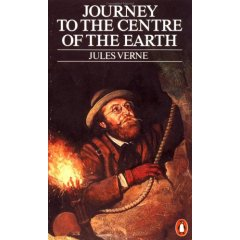 JOURNEY
TO THE CENTRE
OF THE EARTH
JULES VERNE